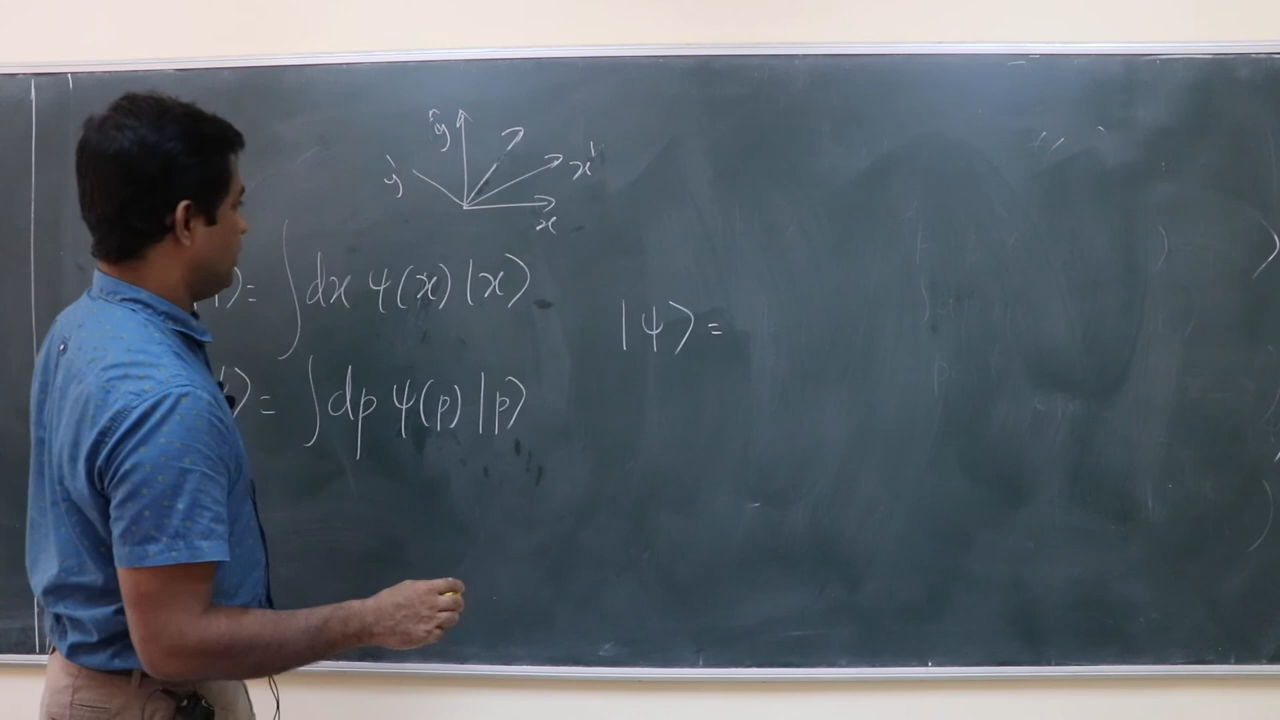 y
y'
x'
x
⟩ = ∫ dx ψ(x) |x⟩
|ψ⟩ =
⟩ = ∫ dp ψ(p) |p⟩